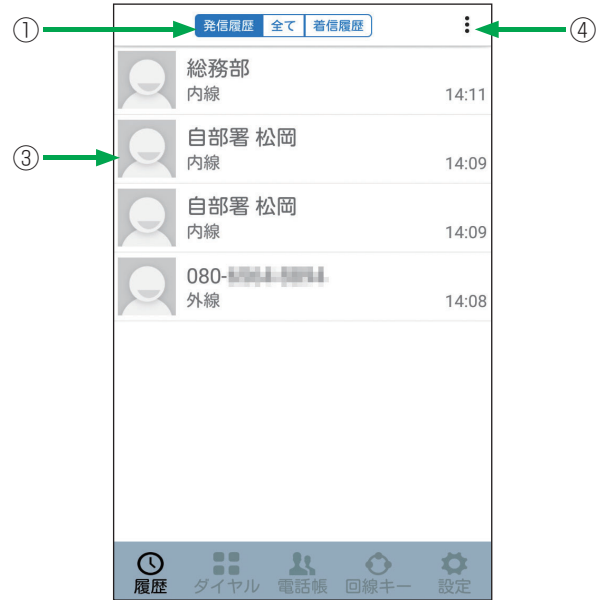 ① 発信履歴 全て 着信履歴 ④
総務部
内線 14:11
③ 自部署 松岡
内線 14:09
自部署 松岡
内線 14:09
080-
外線 14:08
履歴 ダイヤル 電話帳 回線キー 設定